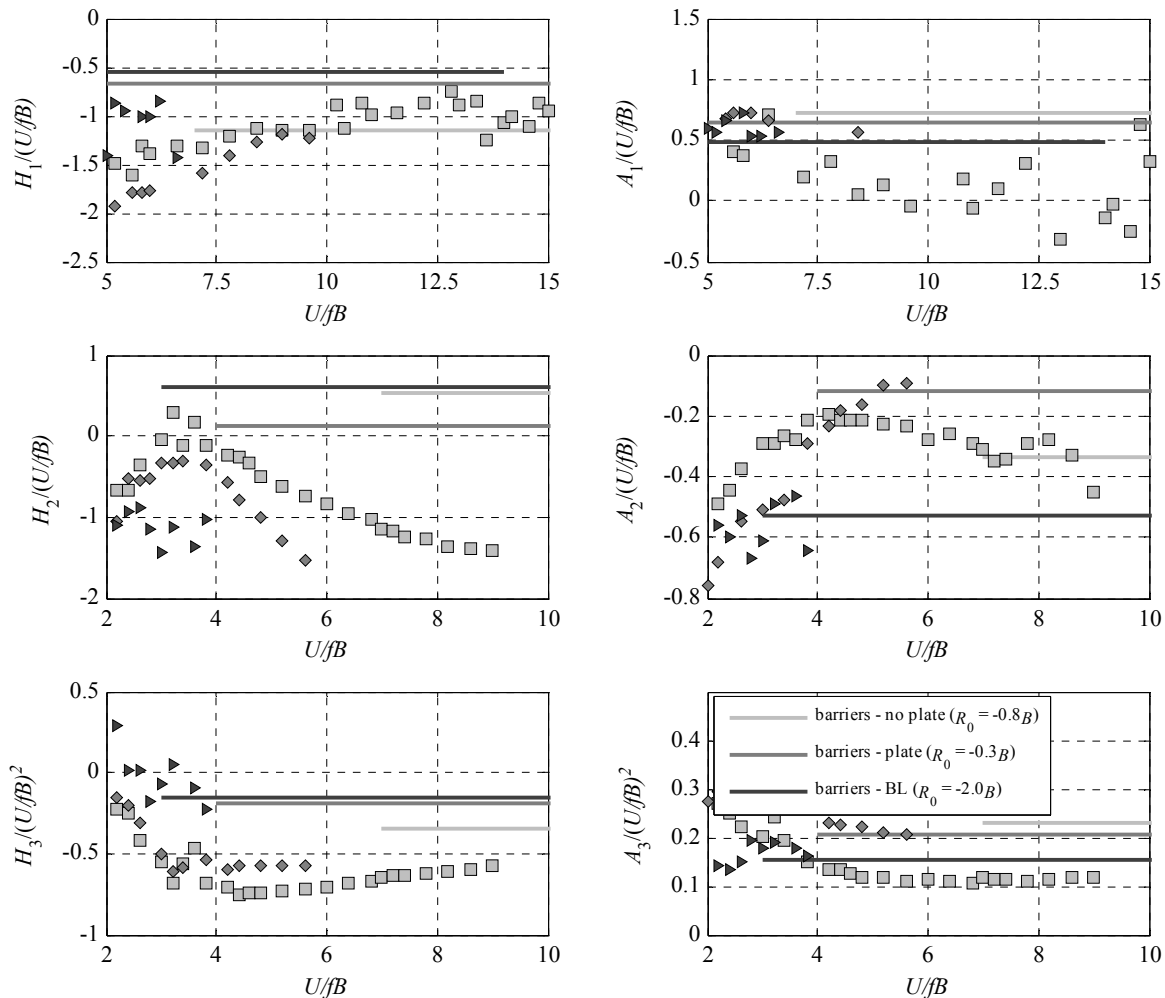 0
-0.5
-1
-1.5
-2
-2.5
H1/(U/fB)
5 7.5 10 12.5 15
U/fB
1.5
1
0.5
0
-0.5
A1/(U/fB)
5 7.5 10 12.5 15
U/fB
1
0
-1
-2
H2/(U/fB)
2 4 6 8 10
U/fB
0
-0.2
-0.4
-0.6
-0.8
A2/(U/fB)
2 4 6 8 10
U/fB
0.5
0
-0.5
-1
H3/(U/fB)2
2 4 6 8 10
U/fB
0.4
0.3
0.2
0.1
0
A3/(U/fB)2
barriers - no plate (R0 = -0.8B)
barriers - plate (R0 = -0.3B)
barriers - BL (R0 = -2.0B)
2 4 6 8 10
U/fB